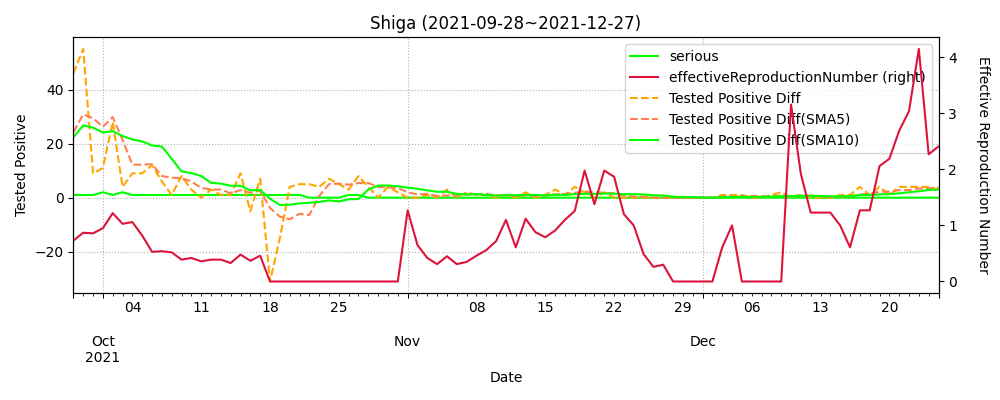 Shiga (2021-09-28~2021-12-27)
serious
effectiveReproductionNumber (right)
Tested Positive Diff
Tested Positive Diff(SMA5)
Tested Positive Diff(SMA10)
Tested Positive
40
20
0
−20
4
3
2
1
0
Effective Reproduction Number
04 11 18 25 08 15 22 29 06 13 20
Oct Nov Dec
2021
Date